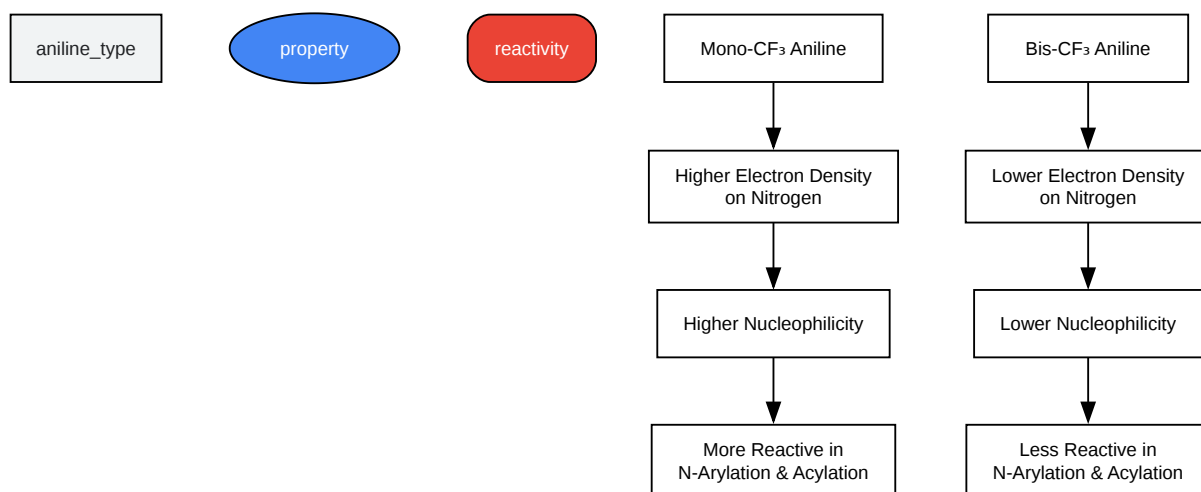 aniline_type
property
reactivity
Mono-CF₃ Aniline
Bis-CF₃ Aniline
Higher Electron Density
on Nitrogen
Lower Electron Density
on Nitrogen
Higher Nucleophilicity
Lower Nucleophilicity
More Reactive in
N-Arylation & Acylation
Less Reactive in
N-Arylation & Acylation